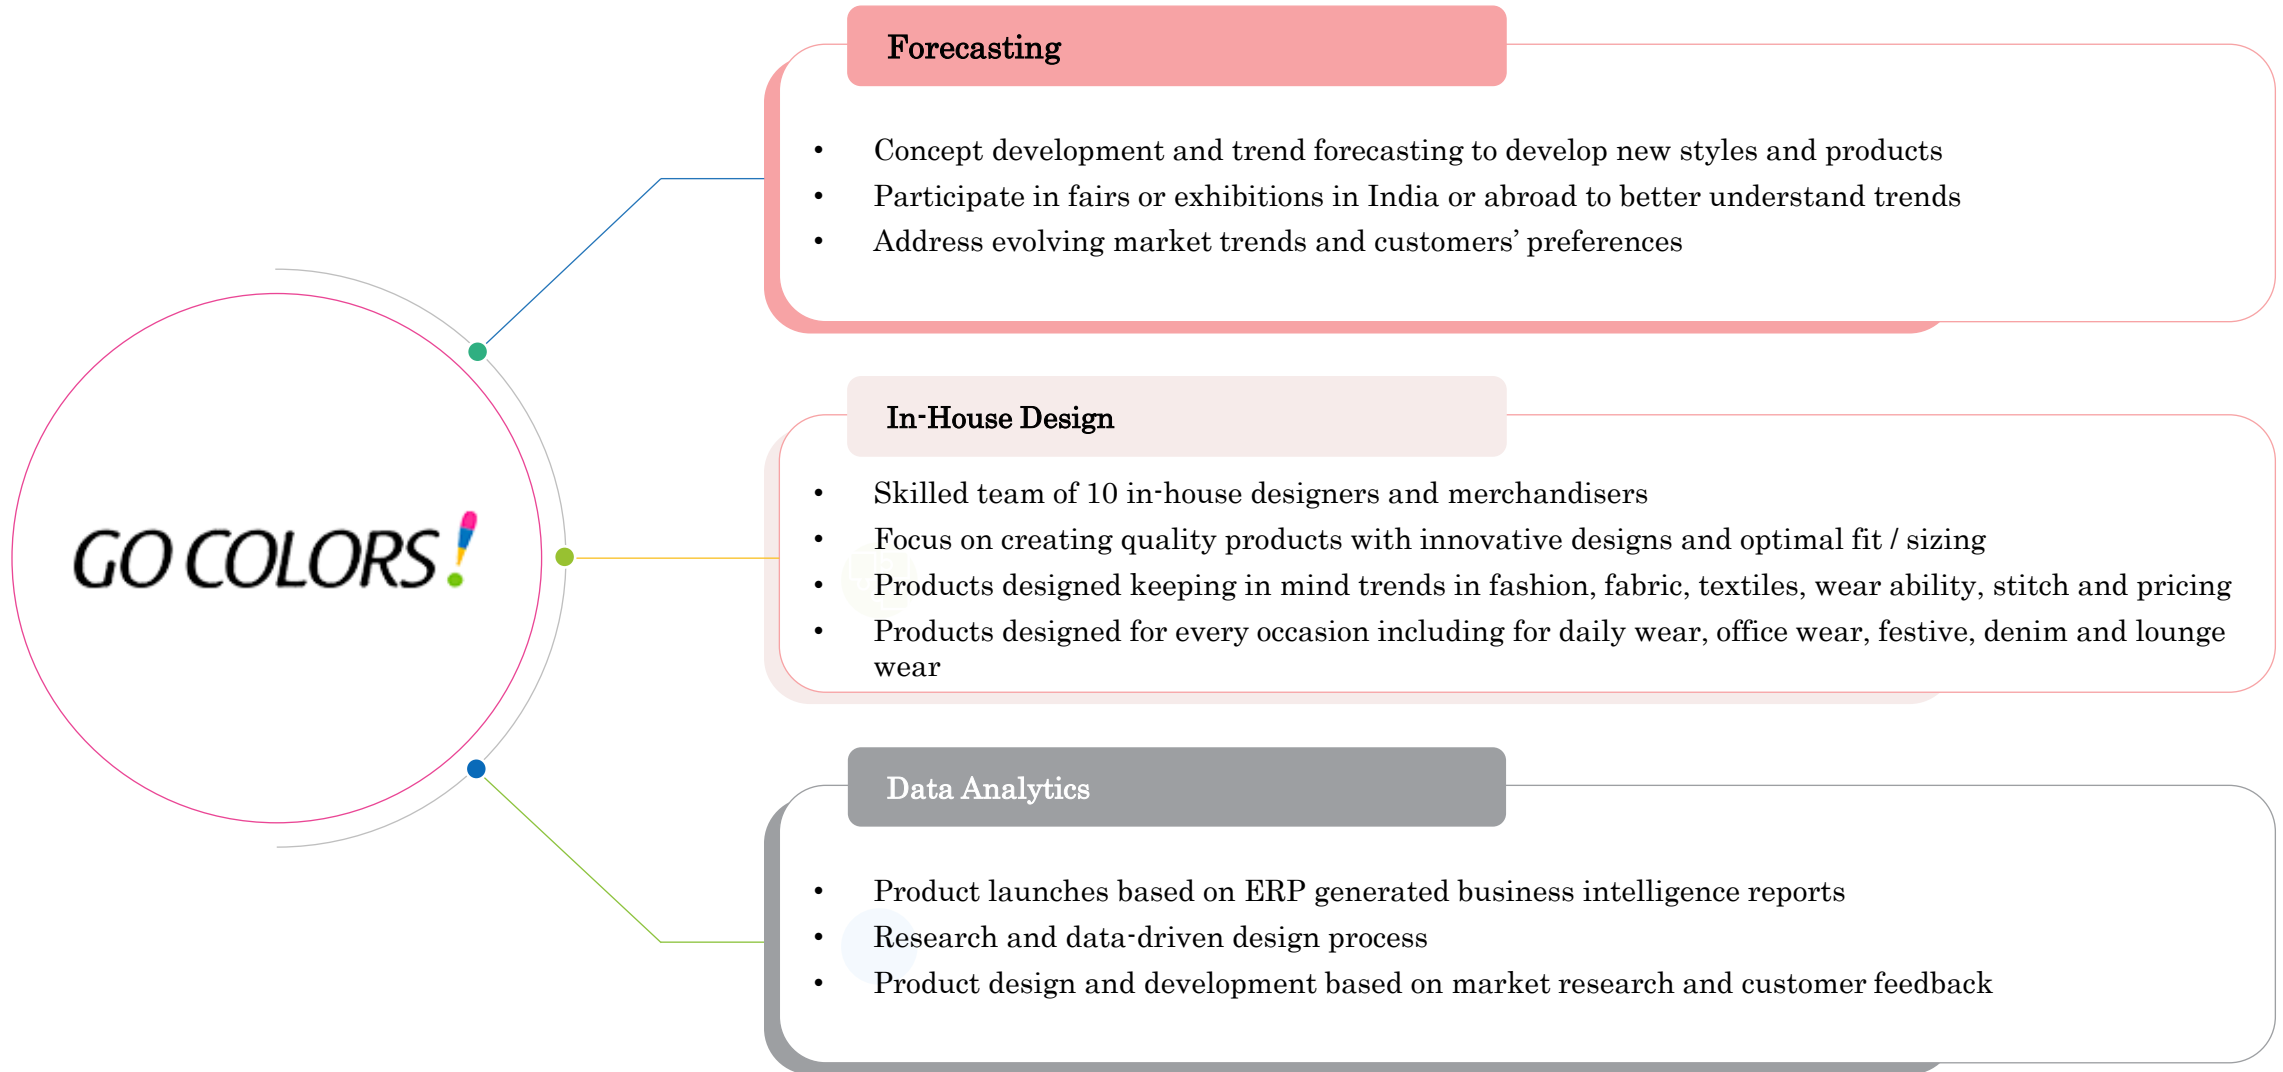 GO COLORS!
Forecasting
• Concept development and trend forecasting to develop new styles and products
• Participate in fairs or exhibitions in India or abroad to better understand trends
• Address evolving market trends and customers’ preferences
In-House Design
• Skilled team of 10 in-house designers and merchandisers
• Focus on creating quality products with innovative designs and optimal fit / sizing
• Products designed keeping in mind trends in fashion, fabric, textiles, wear ability, stitch and pricing
• Products designed for every occasion including for daily wear, office wear, festive, denim and lounge
wear
Data Analytics
• Product launches based on ERP generated business intelligence reports
• Research and data-driven design process
• Product design and development based on market research and customer feedback